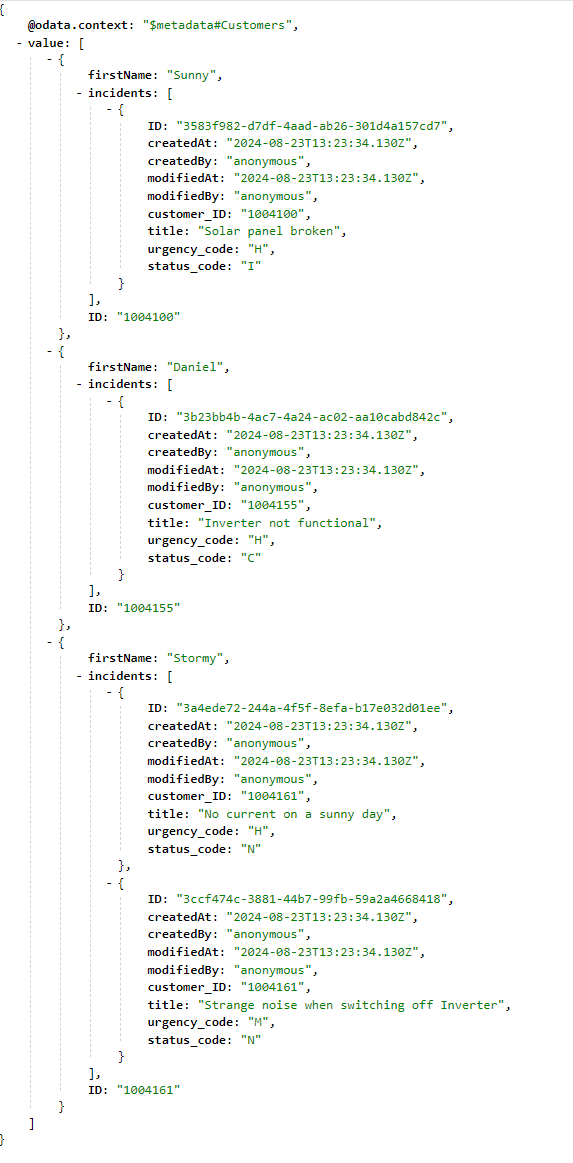 {
@odata.context: "$metadata#Customers",
- value: [
- {
firstName: "Sunny",
- incidents: [
- {
ID: "3583f982-d7df-4aad-ab26-301d4a157cd7",
createdAt: "2024-08-23T13:23:34.130Z",
createdBy: "anonymous",
modifiedAt: "2024-08-23T13:23:34.130Z",
modifiedBy: "anonymous",
customer_ID: "1004100",
title: "Solar panel broken",
urgency_code: "H",
status_code: "I"
}
],
ID: "1004100"
},
- {
firstName: "Daniel",
- incidents: [
- {
ID: "3b23bb4b-4ac7-4a24-ac02-aa10cabd842c",
createdAt: "2024-08-23T13:23:34.130Z",
createdBy: "anonymous",
modifiedAt: "2024-08-23T13:23:34.130Z",
modifiedBy: "anonymous",
customer_ID: "1004155",
title: "Inverter not functional",
urgency_code: "H",
status_code: "C"
}
],
ID: "1004155"
},
- {
firstName: "Stormy",
- incidents: [
- {
ID: "3a4ede72-244a-4f5f-8efa-b17e032d01ee",
createdAt: "2024-08-23T13:23:34.130Z",
createdBy: "anonymous",
modifiedAt: "2024-08-23T13:23:34.130Z",
modifiedBy: "anonymous",
customer_ID: "1004161",
title: "No current on a sunny day",
urgency_code: "H",
status_code: "N"
},
- {
ID: "3ccf474c-3881-44b7-99fb-59a2a4668418",
createdAt: "2024-08-23T13:23:34.130Z",
createdBy: "anonymous",
modifiedAt: "2024-08-23T13:23:34.130Z",
modifiedBy: "anonymous",
customer_ID: "1004161",
title: "Strange noise when switching off Inverter",
urgency_code: "M",
status_code: "N"
}
],
ID: "1004161"
}
]
}